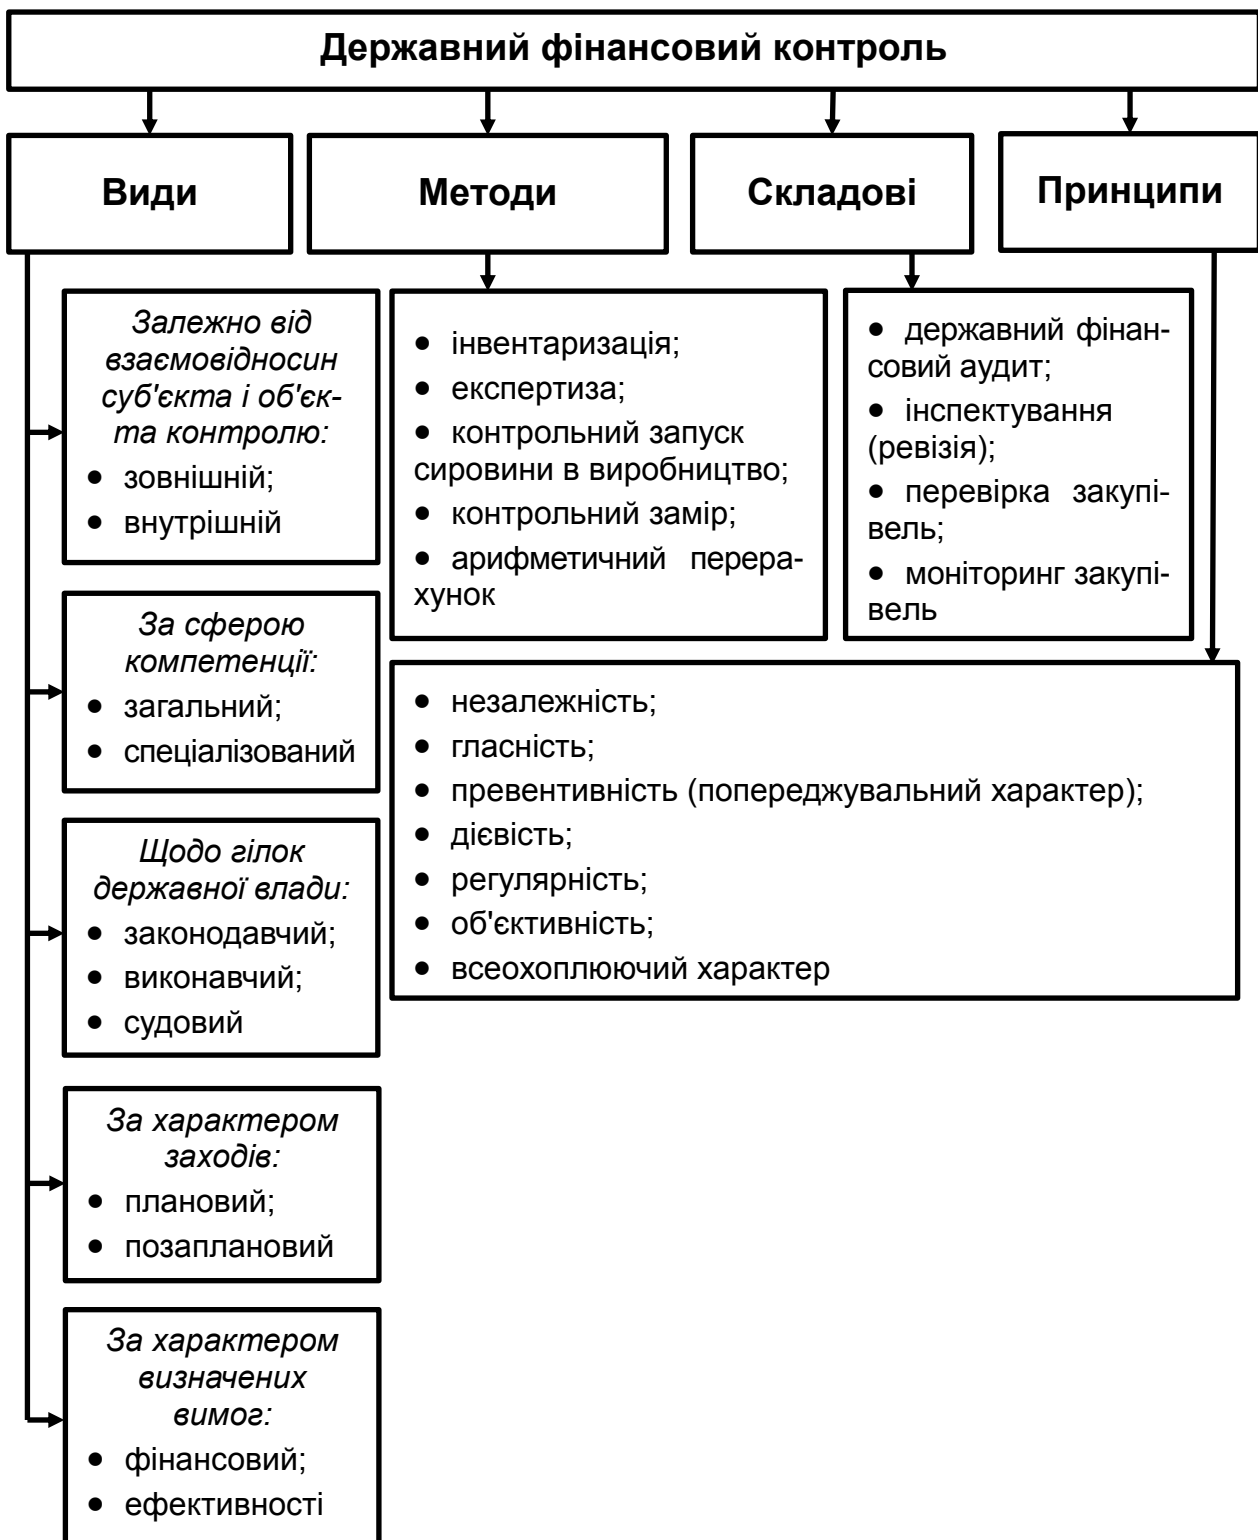 Державний фінансовий контроль
Види
Методи
Складові
Принципи
Залежно від
взаємовідносин
суб'єкта і об'єк-
та контролю:
● зовнішній;
● внутрішній
За сферою
компетенції:
● загальний;
● спеціалізований
Щодо гілок
державної влади:
● законодавчий;
● виконавчий;
● судовий
За характером
заходів:
● плановий;
● позаплановий
За характером
визначених
вимог:
● фінансовий;
● ефективності
● інвентаризація;
● експертиза;
● контрольний запуск
сировини в виробництво;
● контрольний замір;
● арифметичний перера-
хунок
● державний фінан-
совий аудит;
● інспектування
(ревізія);
● перевірка закупі-
вель;
● моніторинг закупі-
вель
● незалежність;
● гласність;
● превентивність (попереджувальний характер);
● дієвість;
● регулярність;
● об'єктивність;
● всеохоплюючий характер